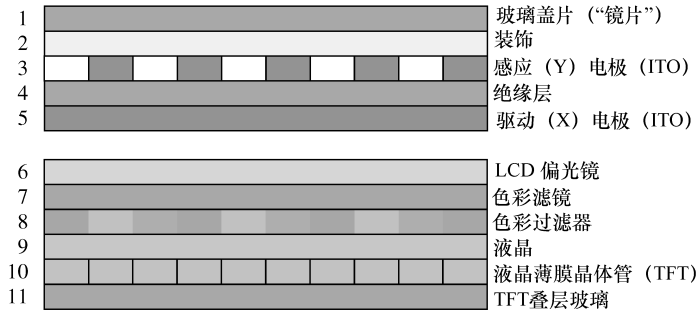 1 玻璃盖片（“镜片”）
2 装饰
3 感应（Y）电极（ITO）
4 绝缘层
5 驱动（X）电极（ITO）
6 LCD 偏光镜
7 色彩滤镜
8 色彩过滤器
9 液晶
10 液晶薄膜晶体管（TFT）
11 TFT叠层玻璃